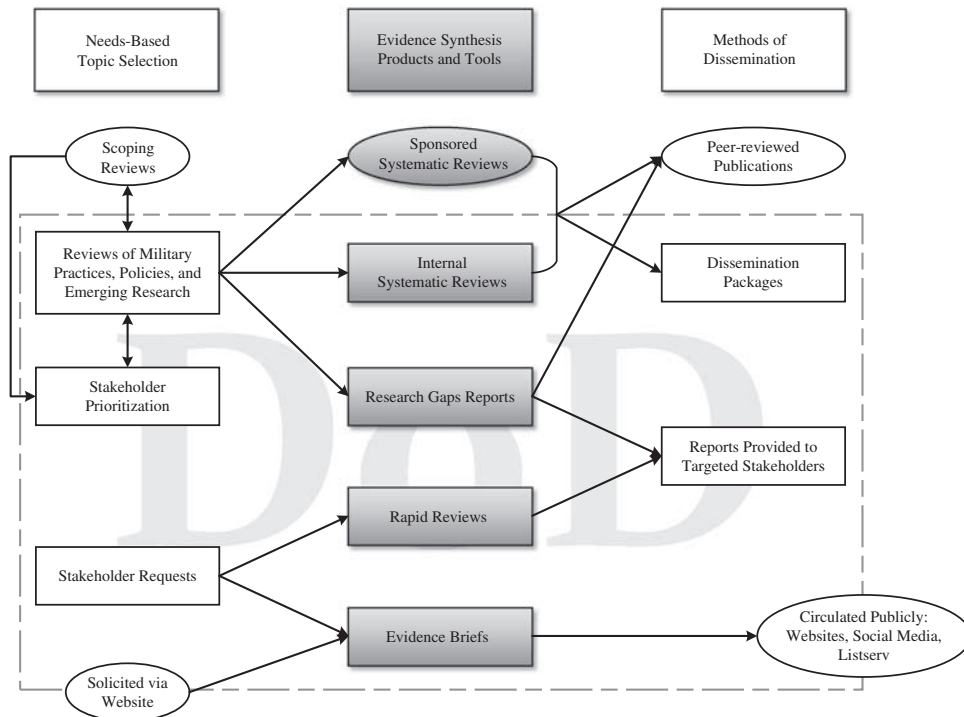 Needs-Based
Topic Selection
Evidence Synthesis
Products and Tools
Methods of
Dissemination
Scoping
Reviews
Sponsored
Systematic Reviews
Peer-reviewed
Publications
Reviews of Military
Practices, Policies, and
Emerging Research
Internal
Systematic Reviews
Dissemination
Packages
Stakeholder
Prioritization
Research Gaps Reports
Reports Provided to
Targeted Stakeholders
DoD
Rapid Reviews
Stakeholder Requests
Evidence Briefs
Circulated Publicly:
Websites, Social Media,
Listserv
Solicited via
Website